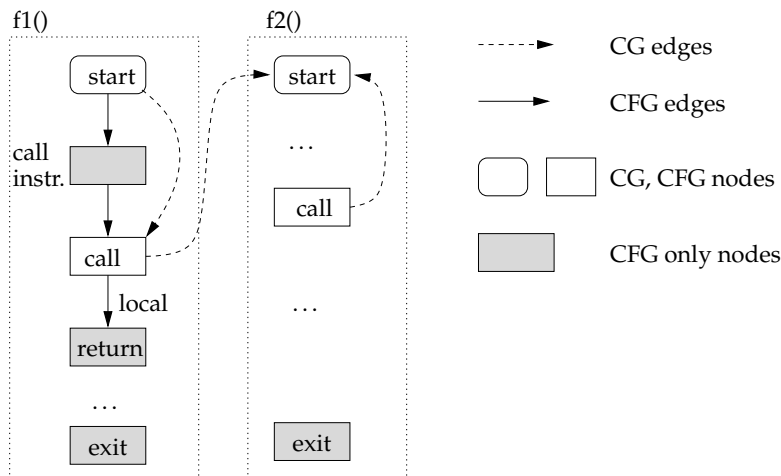 f1()
start
call
instr.
call
local
return
...
exit
f2()
start
...
call
...
exit
CG edges
CFG edges
CG, CFG nodes
CFG only nodes